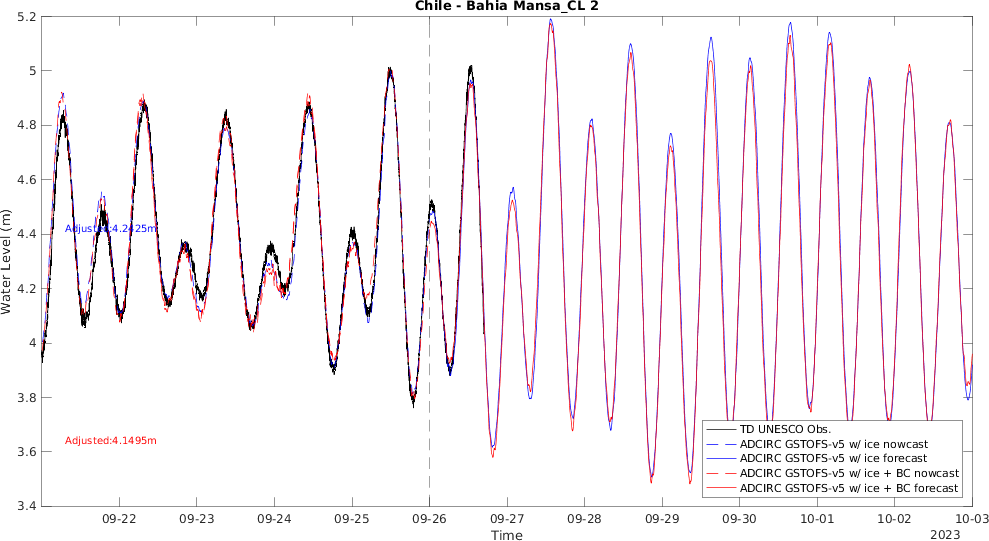 Chile - Bahia Mansa_CL 2
5.2
5
4.8
4.6
4.4
4.2
4
3.8
3.6
3.4
Water Level (m)
Adjusted:4.2425m
Adjusted:4.1495m
TD UNESCO Obs.
ADCIRC GSTOFS-v5 w/ ice nowcast
ADCIRC GSTOFS-v5 w/ ice forecast
ADCIRC GSTOFS-v5 w/ ice + BC nowcast
ADCIRC GSTOFS-v5 w/ ice + BC forecast
09-22 09-23 09-24 09-25 09-26 09-27 09-28 09-29 09-30 10-01 10-02 10-03
Time
2023